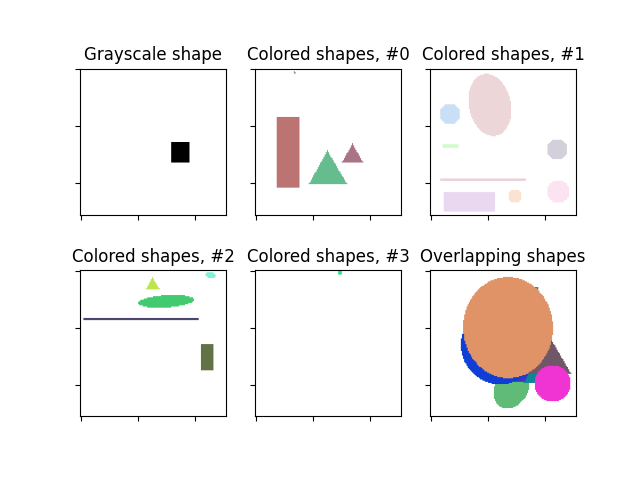 Grayscale shape
Colored shapes, #0
Colored shapes, #1
Colored shapes, #2
Colored shapes, #3
Overlapping shapes